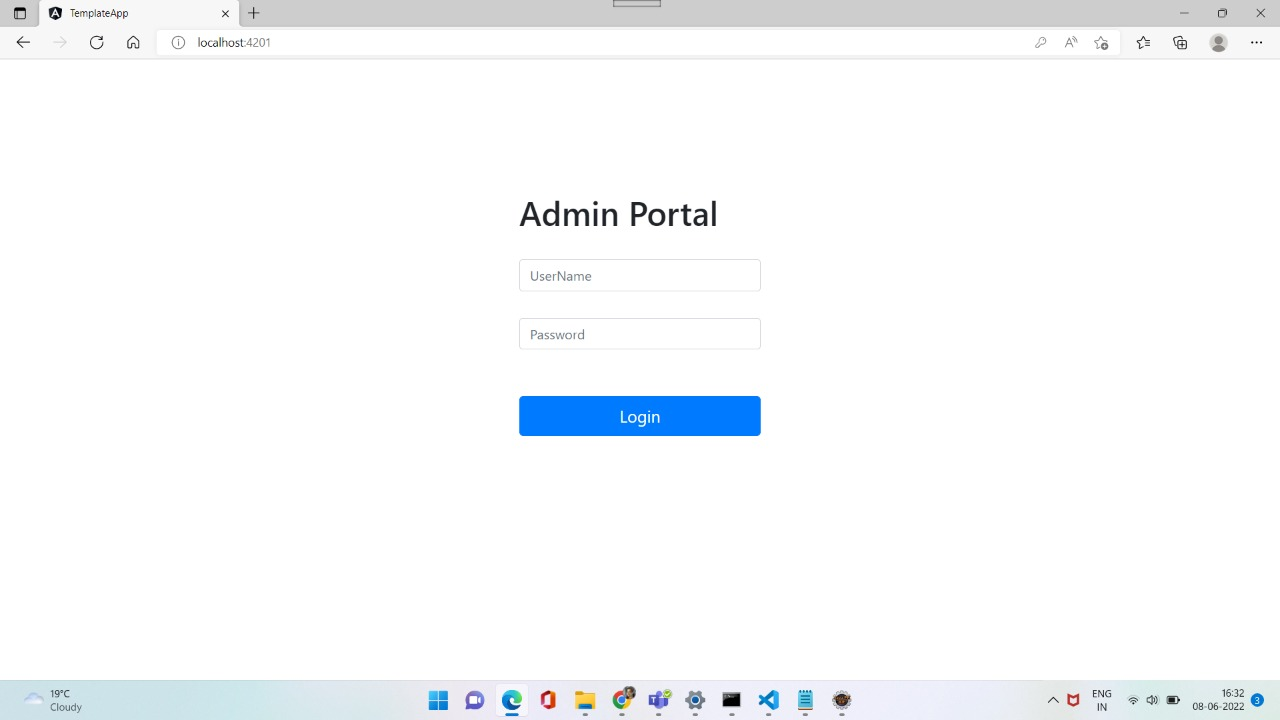 TemplateApp
localhost:4201
Admin Portal
UserName
Password
Login
19°C
Cloudy
ENG
IN
16:32
08-06-2022
3